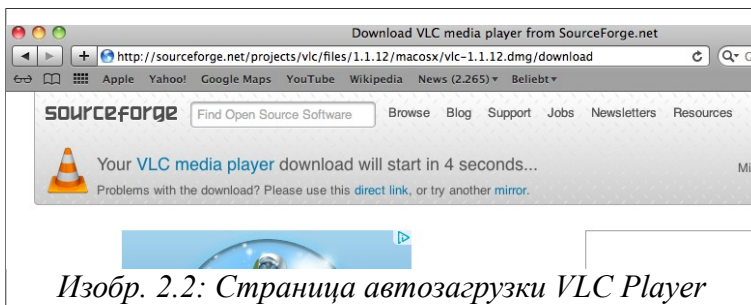 Download VLC media player from SourceForge.net
http://sourceforge.net/projects/vlc/files/1.1.12/macosx/vlc-1.1.12.dmg/download
Apple Yahoo! Google Maps YouTube Wikipedia News (2.265) Beliebt
sourceforge Find Open Source Software Browse Blog Support Jobs Newsletters Resources
Your VLC media player download will start in 4 seconds...
Mi
Problems with the download? Please use this direct link, or try another mirror.
Изобр. 2.2: Страница автозагрузки VLC Player